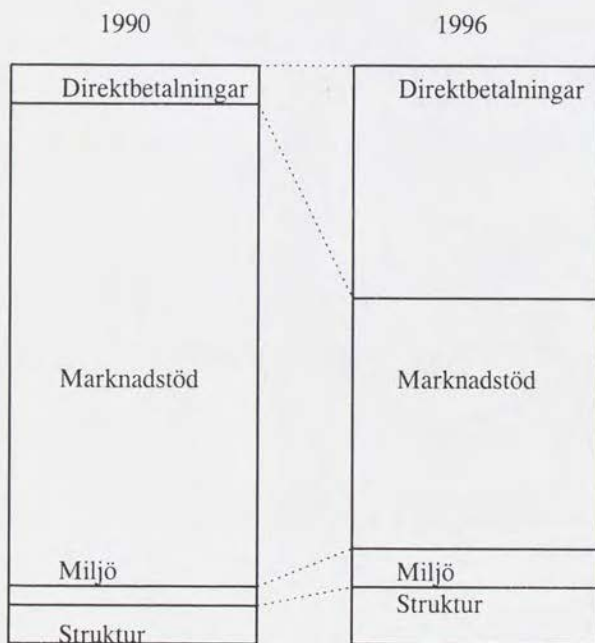 1990
Direktbetalningar
Marknadstöd
Miljö
Struktur
1996
Direktbetalningar
Marknadstöd
Miljö
Struktur